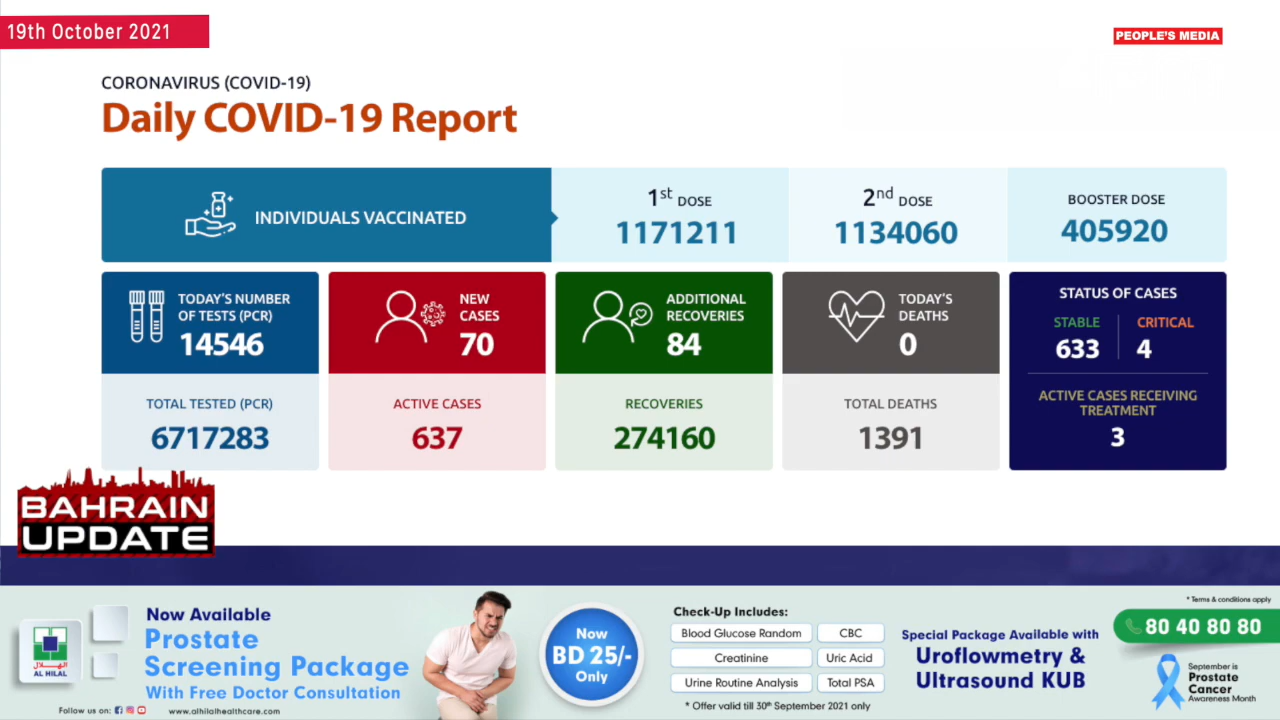 19th October 2021
PEOPLE'S MEDIA
CORONAVIRUS (COVID-19)
Daily COVID-19 Report
INDIVIDUALS VACCINATED
1st DOSE
1171211
2nd DOSE
1134060
BOOSTER DOSE
405920
TODAY'S NUMBER
OF TESTS (PCR)
14546
TOTAL TESTED (PCR)
6717283
NEW
CASES
70
ACTIVE CASES
637
ADDITIONAL
RECOVERIES
84
RECOVERIES
274160
TODAY'S
DEATHS
0
TOTAL DEATHS
1391
STATUS OF CASES
STABLE
633
CRITICAL
4
ACTIVE CASES RECEIVING
TREATMENT
3
BAHRAIN
UPDATE
الهلال
AL HILAL
Now Available
Prostate
Screening Package
With Free Doctor Consultation
Follow us on:
www.alhilalhealthcare.com
Now
BD 25/-
Only
Check-Up Includes:
Blood Glucose Random
CBC
Creatinine
Uric Acid
Urine Routine Analysis
Total PSA
* Offer valid till 30th September 2021 only
Special Package Available with
Uroflowmetry &
Ultrasound KUB
* Terms & conditions apply
80 40 80 80
September is
Prostate
Cancer
Awareness Month